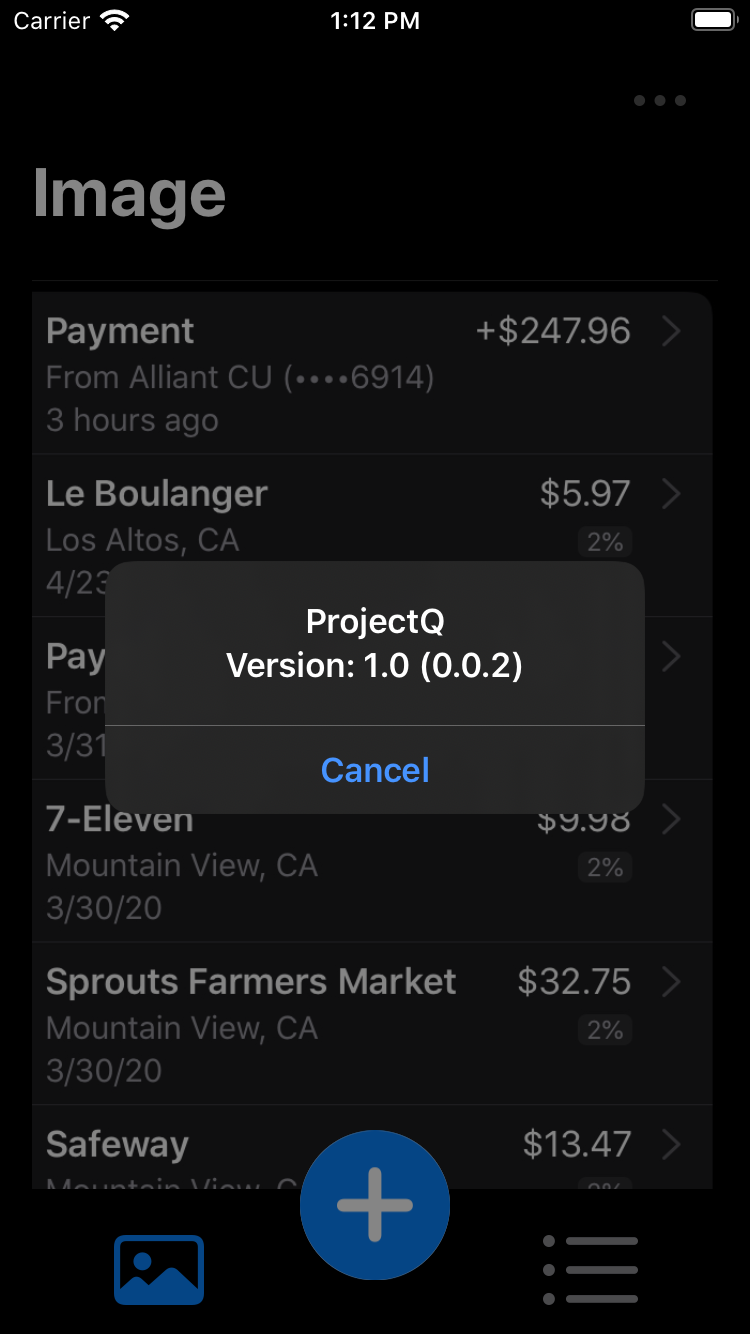 Carrier 1:12 PM
Image
Payment +$247.96
From Alliant CU (••••6914)
3 hours ago
Le Boulanger $5.97
Los Altos, CA 2%
4/23
ProjectQ
Version: 1.0 (0.0.2)
Cancel
Pay
From
3/31
7-Eleven $9.98
Mountain View, CA 2%
3/30/20
Sprouts Farmers Market $32.75
Mountain View, CA 2%
3/30/20
Safeway $13.47
Mountain View, C 2%